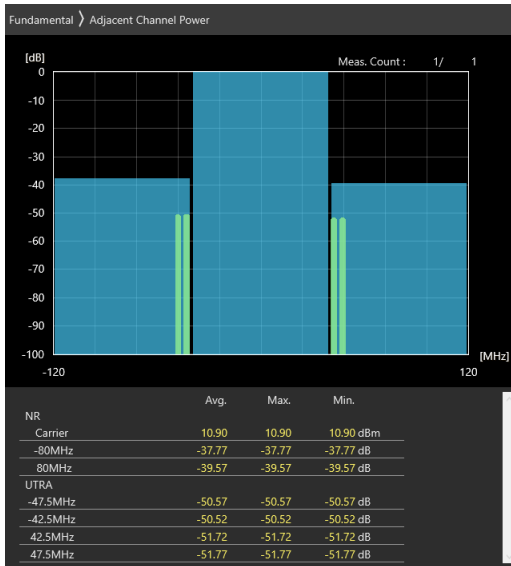 Fundamental ⟩ Adjacent Channel Power
[dB]
Meas. Count : 1/ 1
0
-10
-20
-30
-40
-50
-60
-70
-80
-90
-100
[MHz]
-120 120
Avg. Max. Min.
NR
Carrier 10.90 10.90 10.90 dBm
-80MHz -37.77 -37.77 -37.77 dB
80MHz -39.57 -39.57 -39.57 dB
UTRA
-47.5MHz -50.57 -50.57 -50.57 dB
-42.5MHz -50.52 -50.52 -50.52 dB
42.5MHz -51.72 -51.72 -51.72 dB
47.5MHz -51.77 -51.77 -51.77 dB